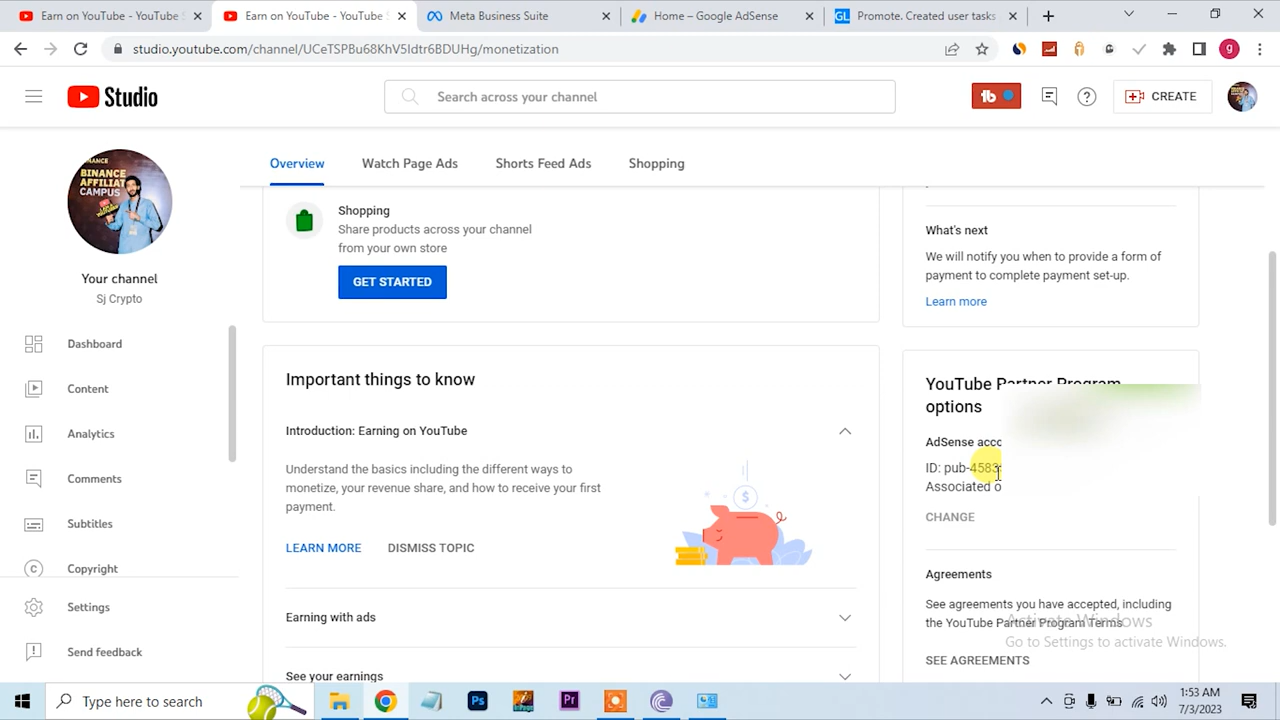 Earn on YouTube - YouTube S
Earn on YouTube - YouTube S
Meta Business Suite
Home – Google AdSense
GL Promote. Created user tasks
studio.youtube.com/channel/UCeTSPBu68KhV5Idtr6BDUHg/monetization
g
Studio
Search across your channel
tb
CREATE
BINANCE
AFFILIAT
CAMPUS
Your channel
Sj Crypto
Dashboard
Content
Analytics
Comments
Subtitles
Copyright
Settings
Send feedback
Overview
Watch Page Ads
Shorts Feed Ads
Shopping
Shopping
Share products across your channel
from your own store
GET STARTED
Important things to know
Introduction: Earning on YouTube
Understand the basics including the different ways to
monetize, your revenue share, and how to receive your first
payment.
LEARN MORE
DISMISS TOPIC
Earning with ads
See your earnings
What's next
We will notify you when to provide a form of
payment to complete payment set-up.
Learn more
YouTube Partner Program
options
AdSense acco
ID: pub-4583
Associated o
CHANGE
Agreements
See agreements you have accepted, including
the YouTube Partner Program Terms.
SEE AGREEMENTS
Activate Windows
Go to Settings to activate Windows.
Type here to search
Ps
Pr
1:53 AM
7/3/2023